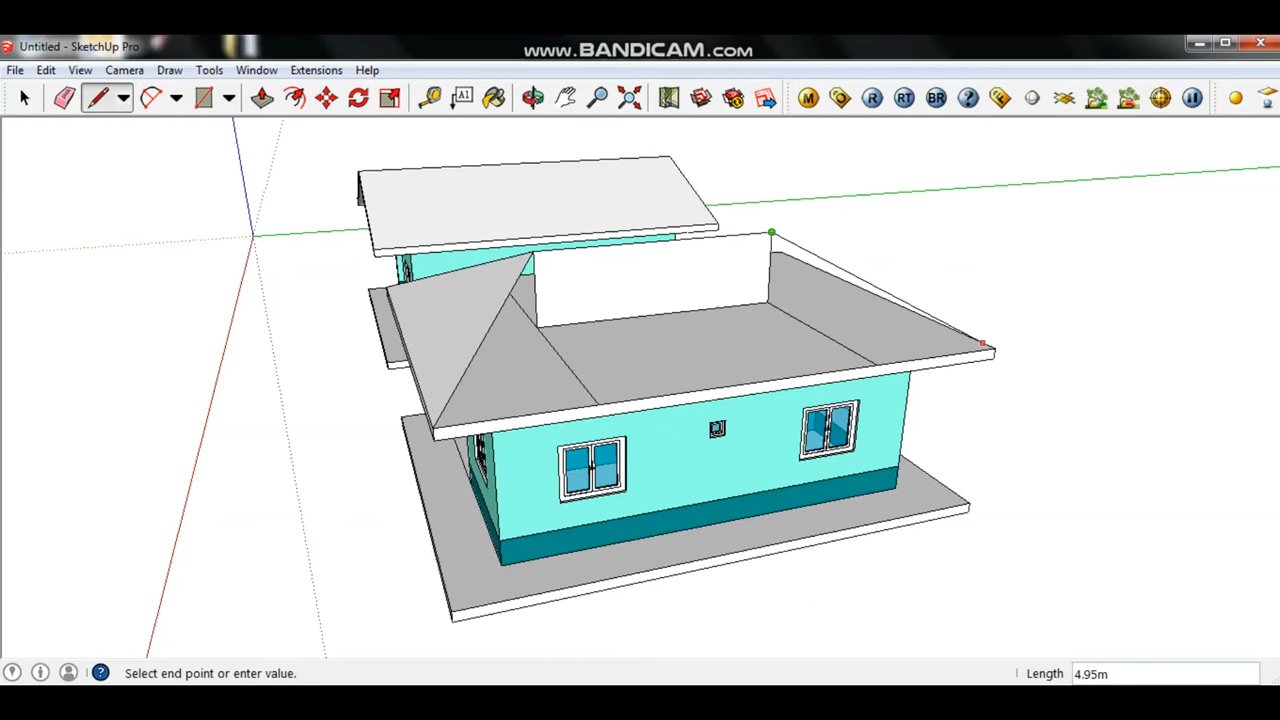 Untitled - SketchUp Pro
www.BANDICAM.com
File Edit View Camera Draw Tools Window Extensions Help
A1 M R RT BR ?
? Select end point or enter value. Length 4.95m